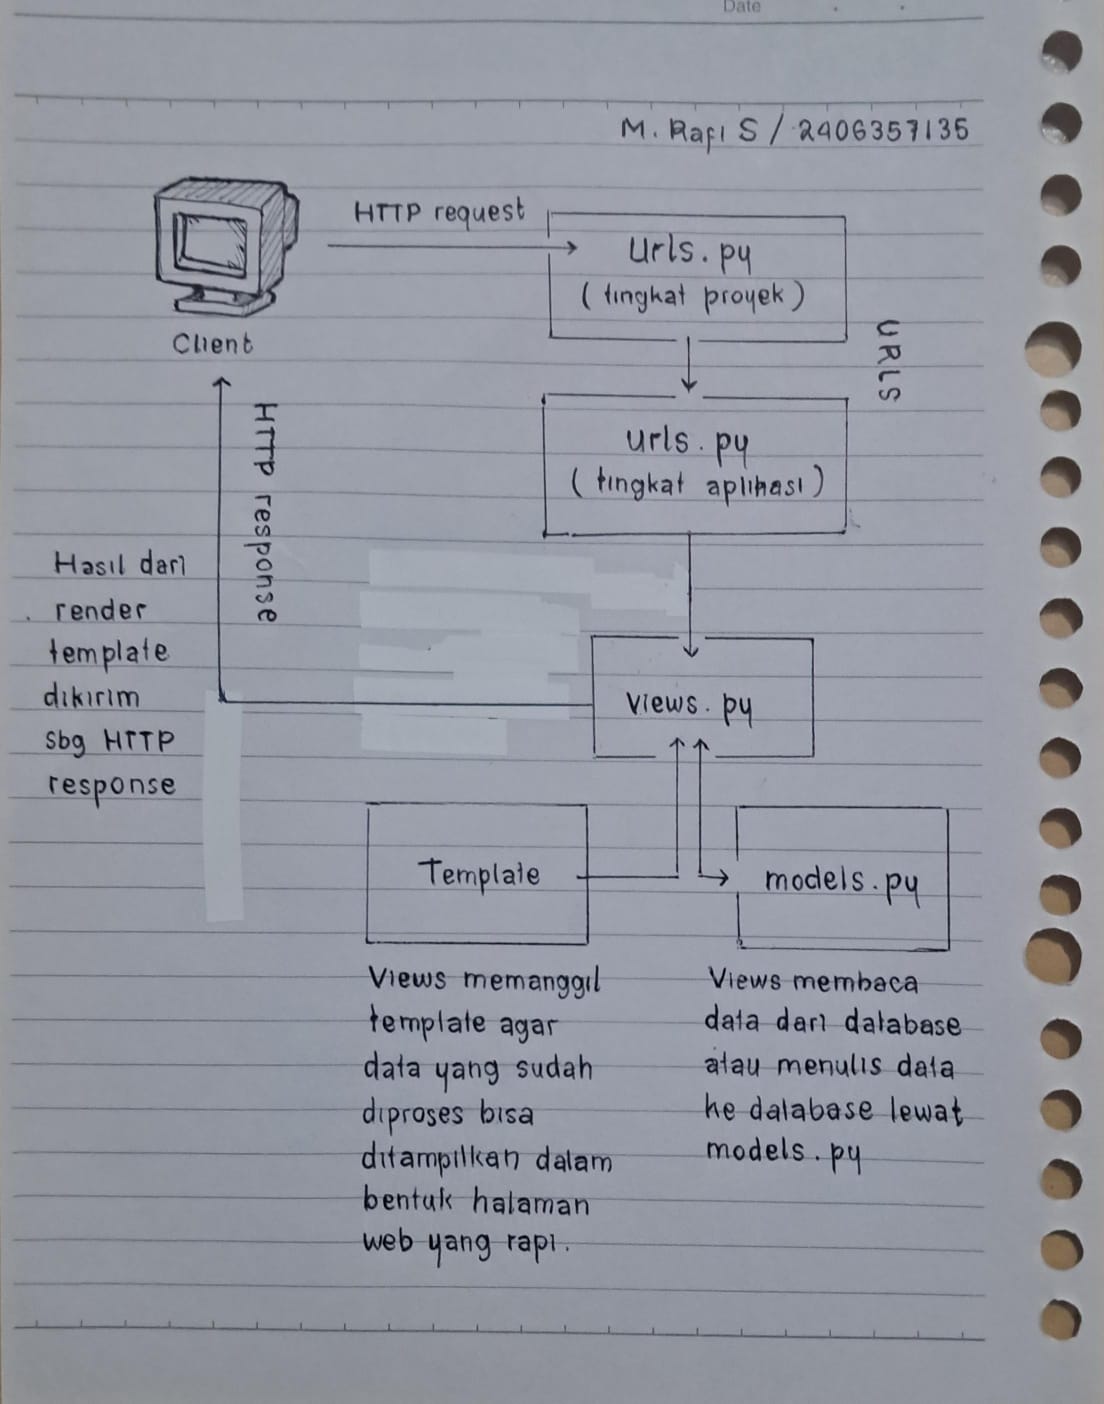 Date
M. Rafi S / 2406357135
HTTP request
urls.py
(tingkat proyek)
Client
URLS
HTTP response
urls.py
(tingkat aplikasi)
Hasil dari
render
template
dikirim
sbg HTTP
response
views.py
Template
models.py
Views memanggil
template agar
data yang sudah
diproses bisa
ditampilkan dalam
bentuk halaman
web yang rapi.
Views membaca
data dari database
atau menulis data
ke database lewat
models.py